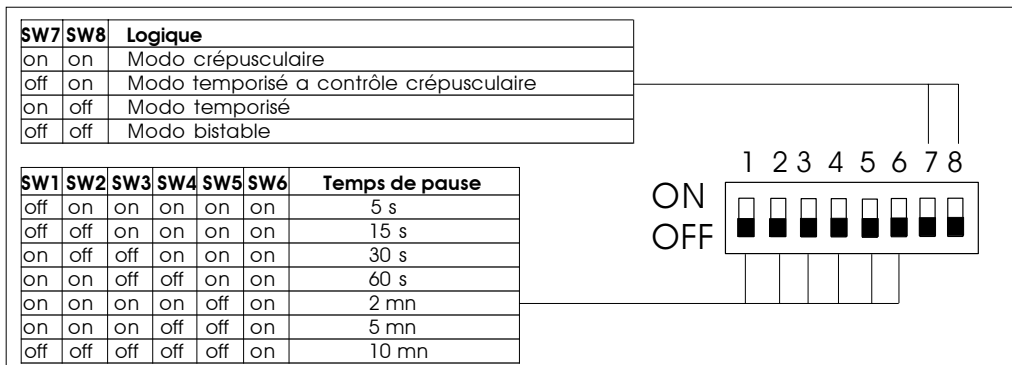 SW7 SW8 Logique
on on Modo crépusculaire
off on Modo temporisé a contrôle crépusculaire
on off Modo temporisé
off off Modo bistable
1 2 3 4 5 6 7 8
ON
OFF
SW1 SW2 SW3 SW4 SW5 SW6 Temps de pause
off on on on on on 5 s
off off on on on on 15 s
on off off on on on 30 s
on on off off on on 60 s
on on on on off on 2 mn
on on on off off on 5 mn
off off off off off on 10 mn